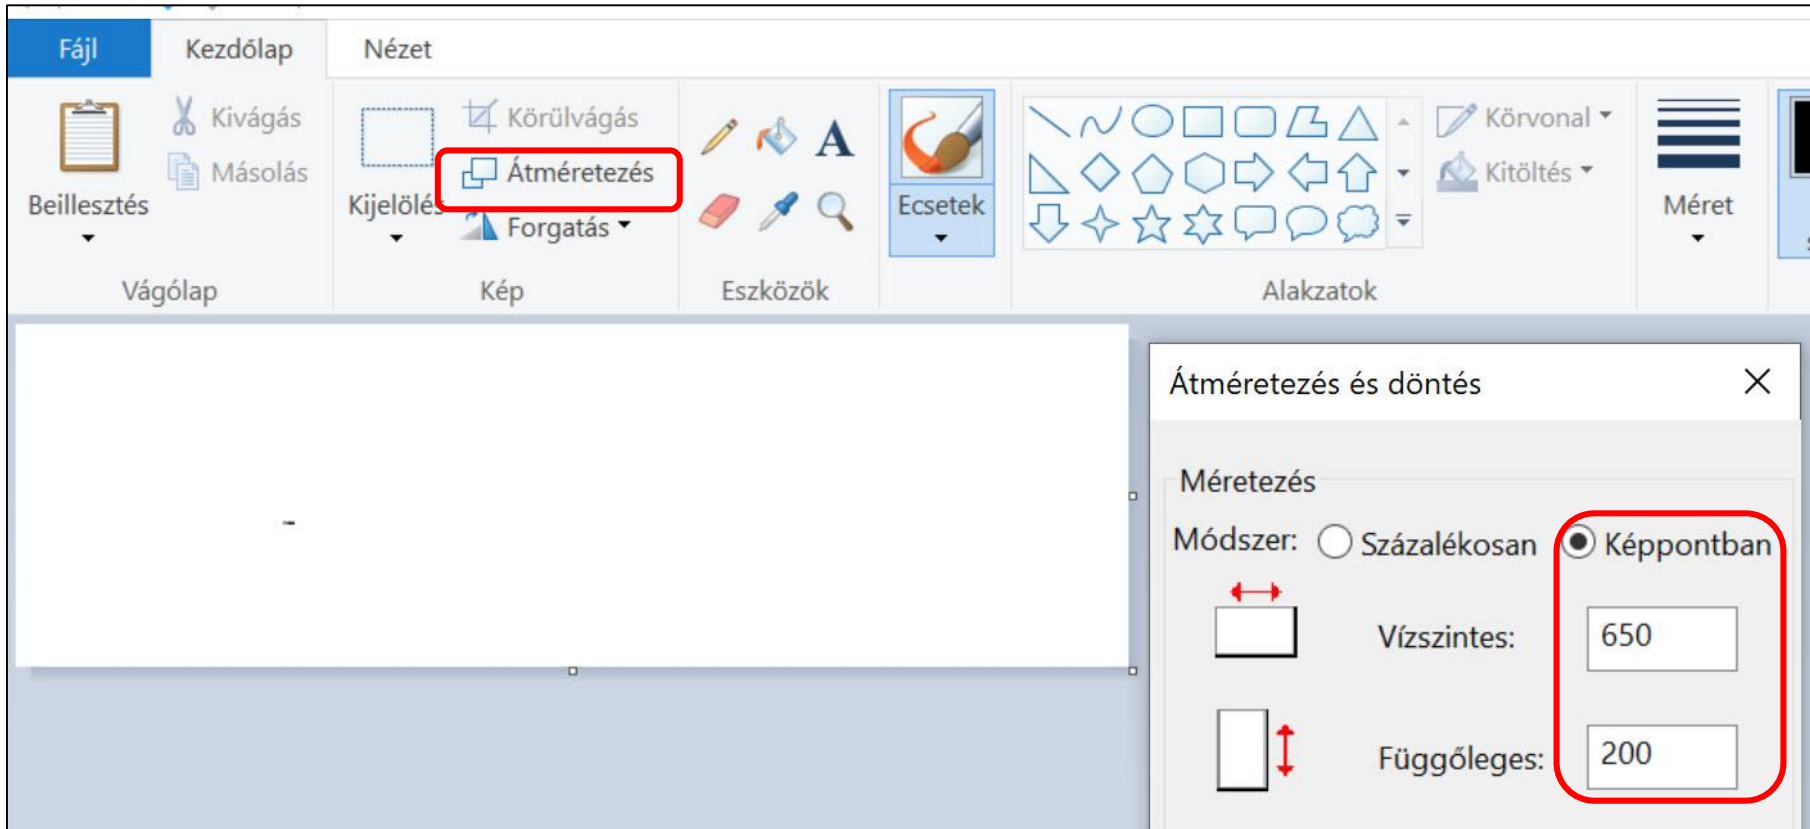 Fájl Kezdőlap Nézet
Beillesztés
Kivágás
Másolás
Vágólap
Kijelölés
Körülvágás
Átméretezés
Forgatás
Kép
A
Eszközök
Ecsetek
Körvonal
Kitöltés
Alakzatok
Méret
Átméretezés és döntés
Méretezés
Módszer: Százalékosan Képpontban
Vízszintes: 650
Függőleges: 200